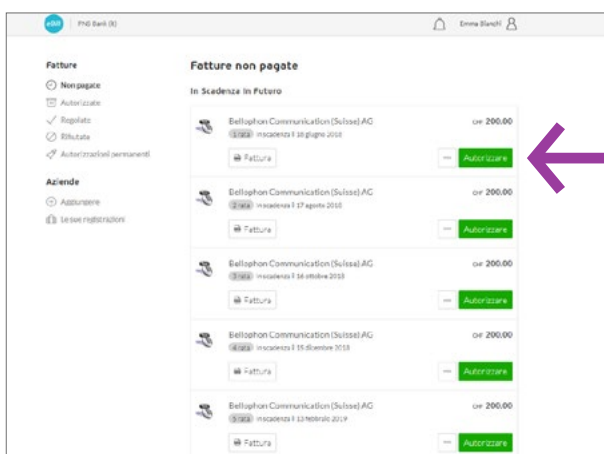 eBill PNG Bank (It) Emma Bianchi
Fatture
Non pagate
Autorizzate
Regolate
Rifiutata
Autorizzazioni permanenti
Aziende
Aggiungere
Le sue registrazioni
Fatture non pagate
In Scadenza In Futuro
Bellophon Communication (Suisse) AG CHF 200.00
1 rata In scadenza il 18 giugno 2018
Fattura ... Autorizzare
Bellophon Communication (Suisse) AG CHF 200.00
2 rata In scadenza il 17 agosto 2018
Fattura ... Autorizzare
Bellophon Communication (Suisse) AG CHF 200.00
3 rata In scadenza il 16 ottobre 2018
Fattura ... Autorizzare
Bellophon Communication (Suisse) AG CHF 200.00
4 rata In scadenza il 15 dicembre 2018
Fattura ... Autorizzare
Bellophon Communication (Suisse) AG CHF 200.00
5 rata In scadenza il 13 febbraio 2019
Fattura ... Autorizzare